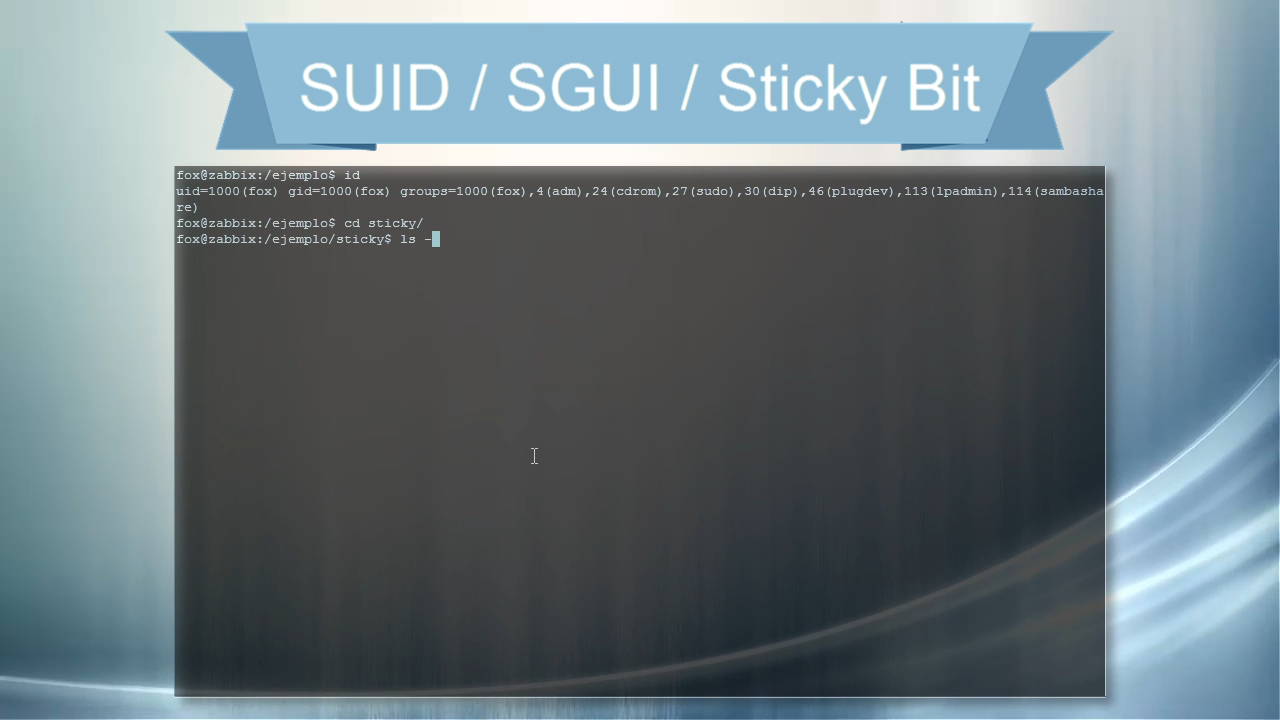 SUID / SGUI / Sticky Bit
fox@zabbix:/ejemplo$ id
uid=1000(fox) gid=1000(fox) groups=1000(fox),4(adm),24(cdrom),27(sudo),30(dip),46(plugdev),113(lpadmin),114(sambasha
re)
fox@zabbix:/ejemplo$ cd sticky/
fox@zabbix:/ejemplo/sticky$ ls -